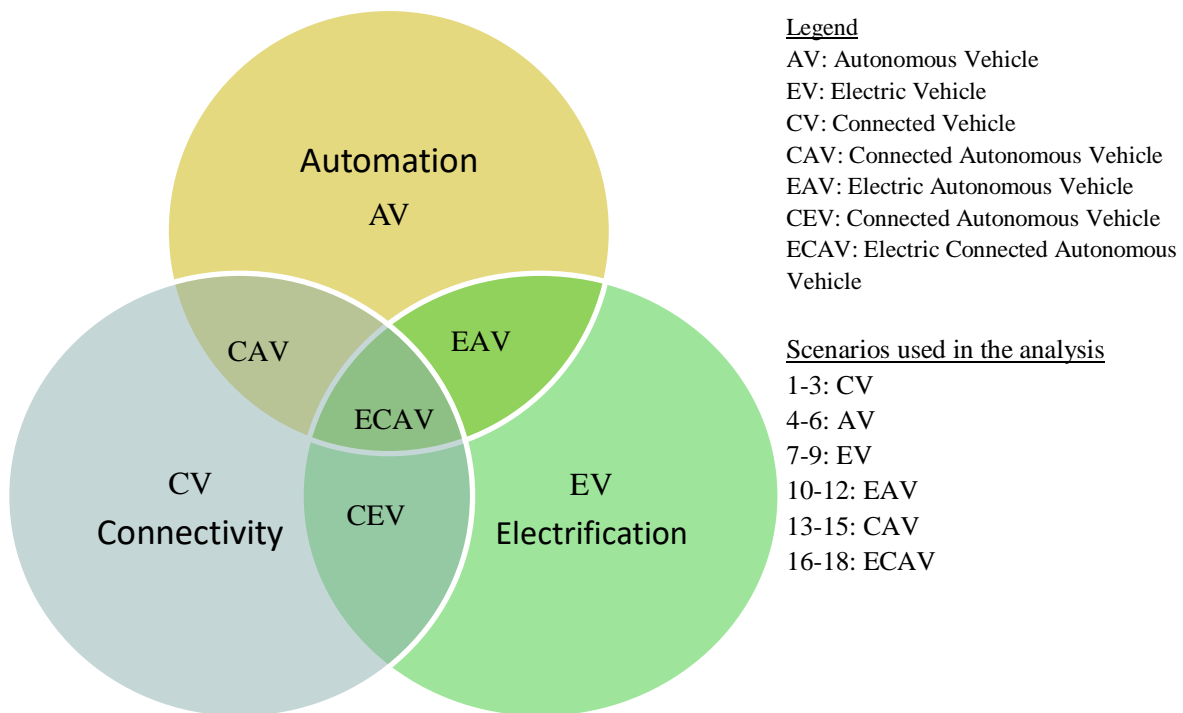 Automation
AV
CAV
EAV
ECAV
CV
Connectivity
CEV
EV
Electrification
Legend
AV: Autonomous Vehicle
EV: Electric Vehicle
CV: Connected Vehicle
CAV: Connected Autonomous Vehicle
EAV: Electric Autonomous Vehicle
CEV: Connected Autonomous Vehicle
ECAV: Electric Connected Autonomous
Vehicle
Scenarios used in the analysis
1-3: CV
4-6: AV
7-9: EV
10-12: EAV
13-15: CAV
16-18: ECAV